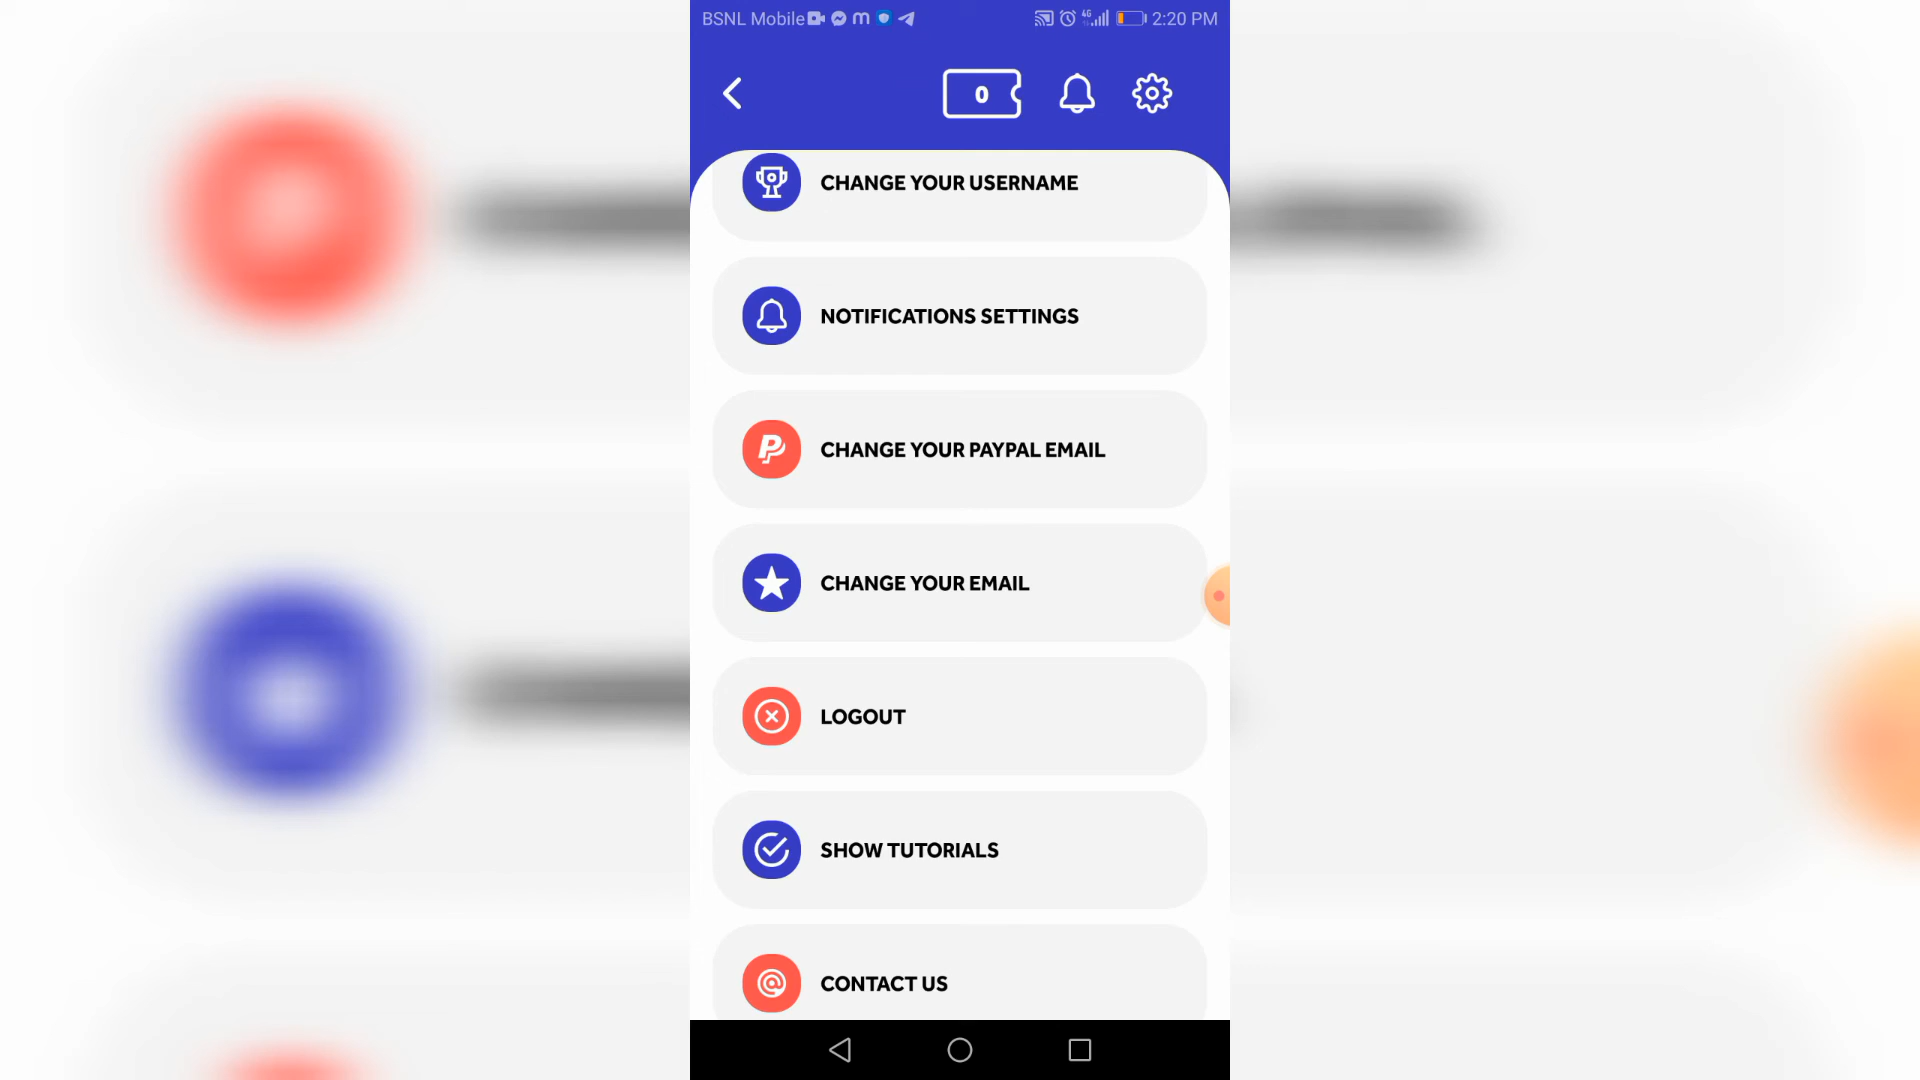 BSNL Mobile 4G 2:20 PM
0
CHANGE YOUR USERNAME
NOTIFICATIONS SETTINGS
CHANGE YOUR PAYPAL EMAIL
CHANGE YOUR EMAIL
LOGOUT
SHOW TUTORIALS
CONTACT US